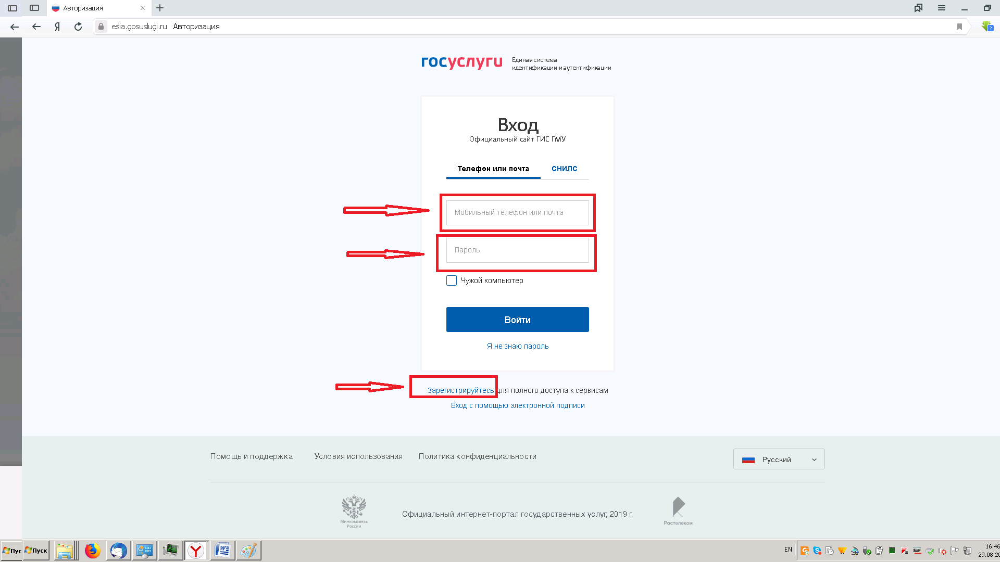 Авторизация
Я
esia.gosuslugi.ru Авторизация
госуслуги
Единая система
идентификации и аутентификации
Вход
Официальный сайт ГИС ГМУ
Телефон или почта СНИЛС
Мобильный телефон или почта
Пароль
Чужой компьютер
Войти
Я не знаю пароль
Зарегистрируйтесь для полного доступа к сервисам
Вход с помощью электронной подписи
Помощь и поддержка Условия использования Политика конфиденциальности
Русский
Минкомсвязь
России
Официальный интернет-портал государственных услуг, 2019 г.
Ростелеком
Пус Пуск
EN
16:46
29.08.20